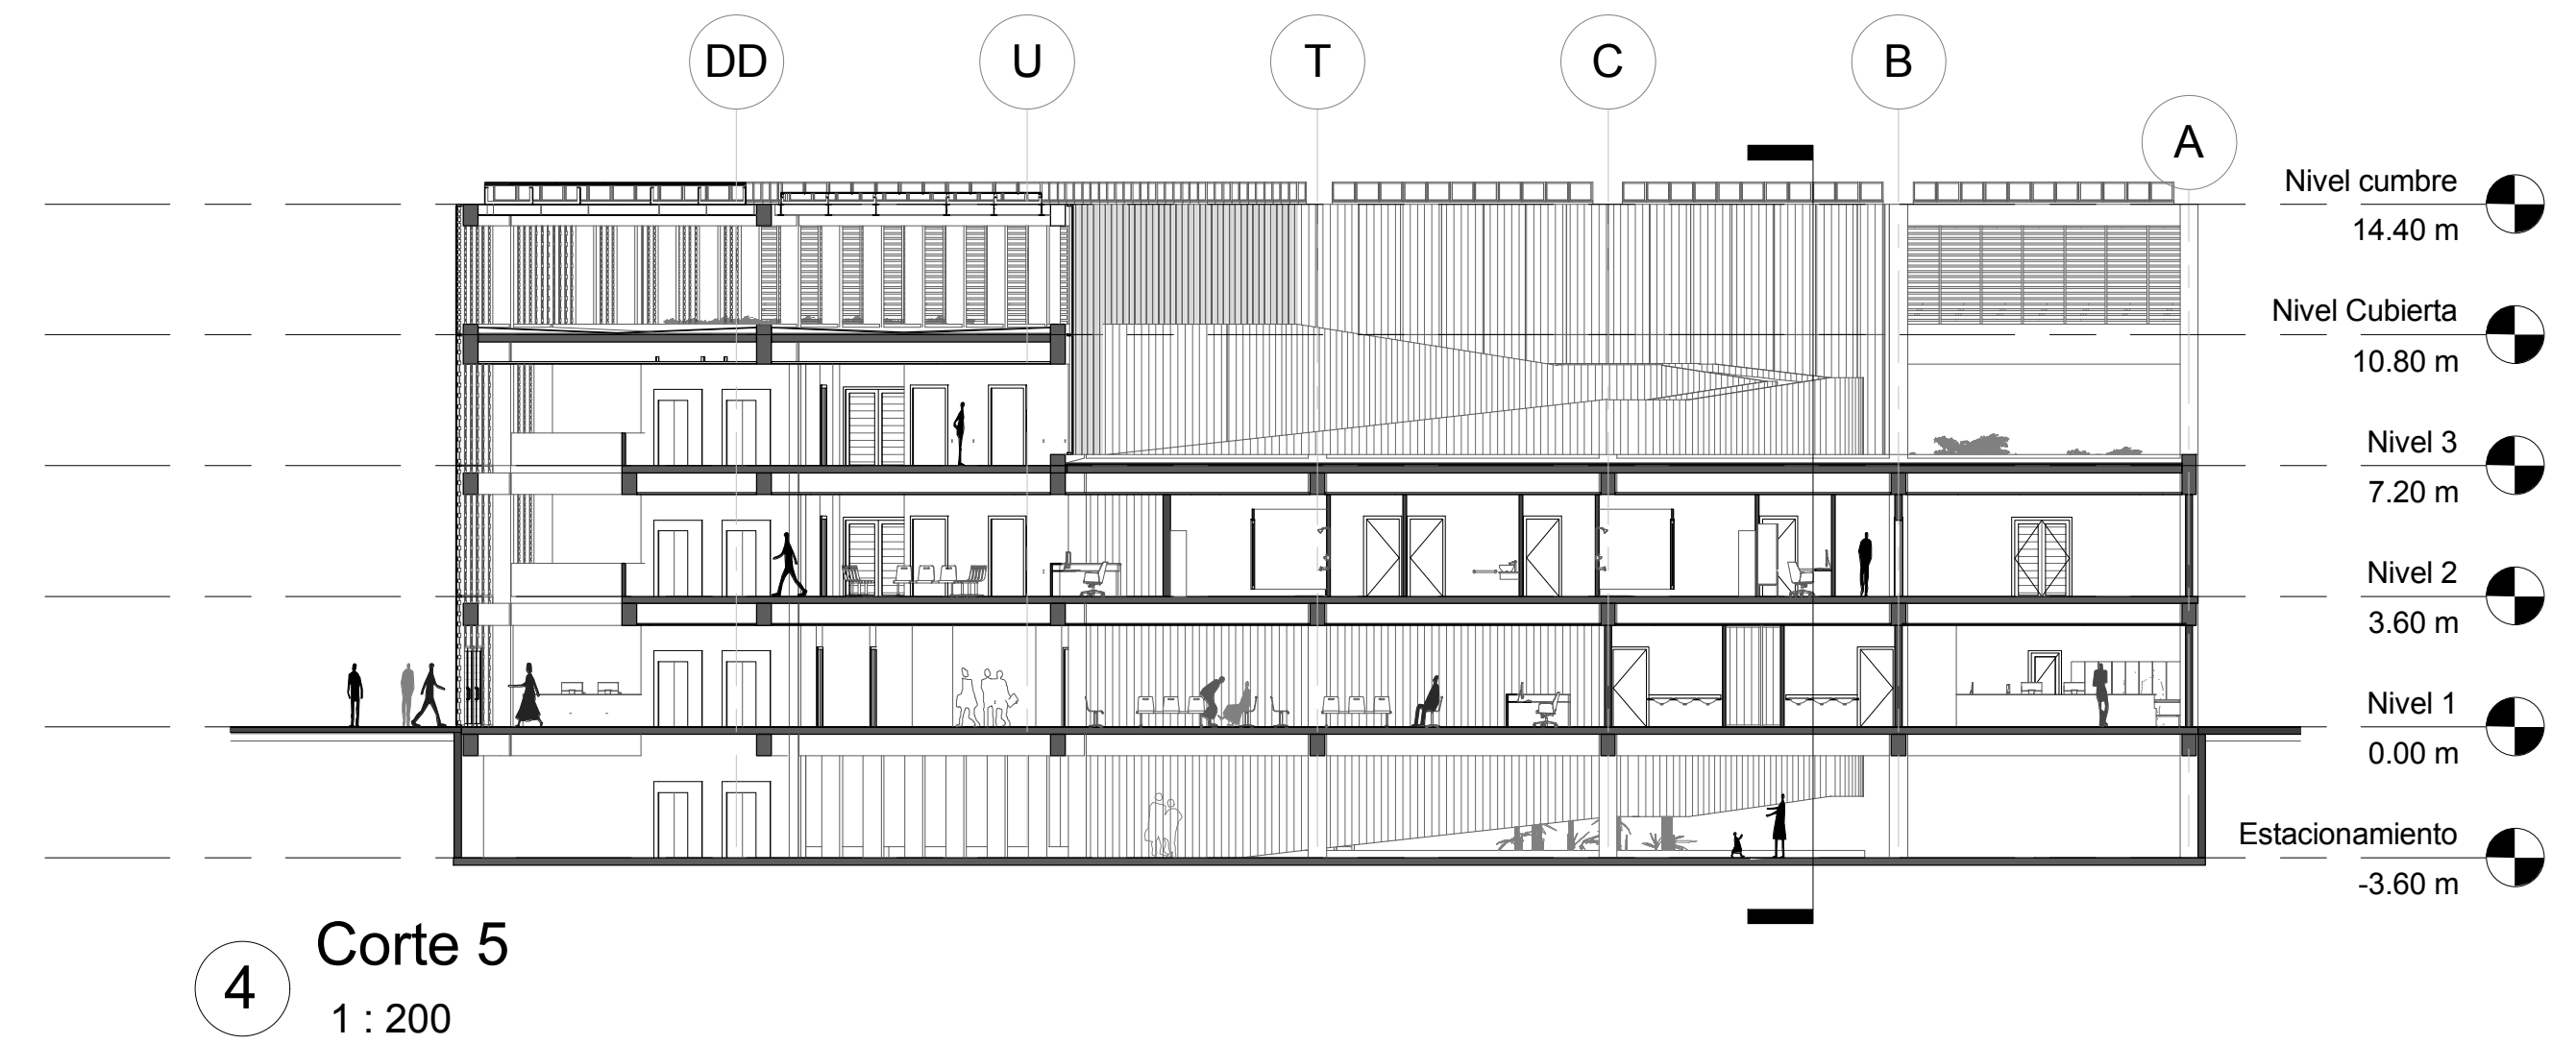 DD
U
T
C
B
A
Nivel cumbre
14.40 m
Nivel Cubierta
10.80 m
Nivel 3
7.20 m
Nivel 2
3.60 m
Nivel 1
0.00 m
Estacionamiento
-3.60 m
4
Corte 5
1 : 200